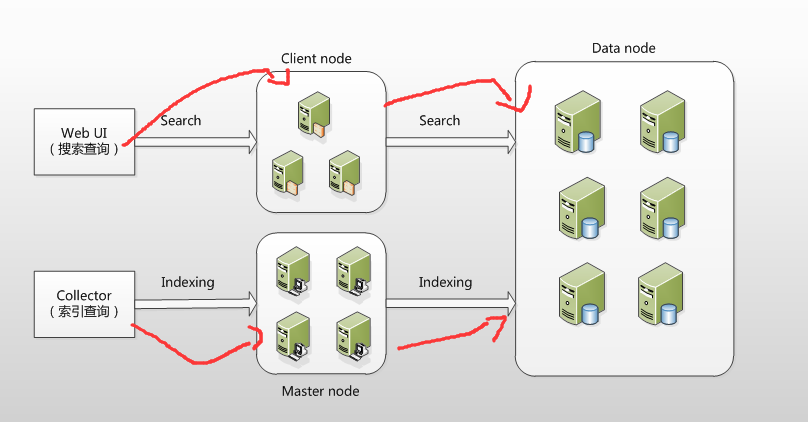 Client node
Data node
Web UI
（搜索查询）
Search
Search
Collector
（索引查询）
Indexing
Indexing
Master node